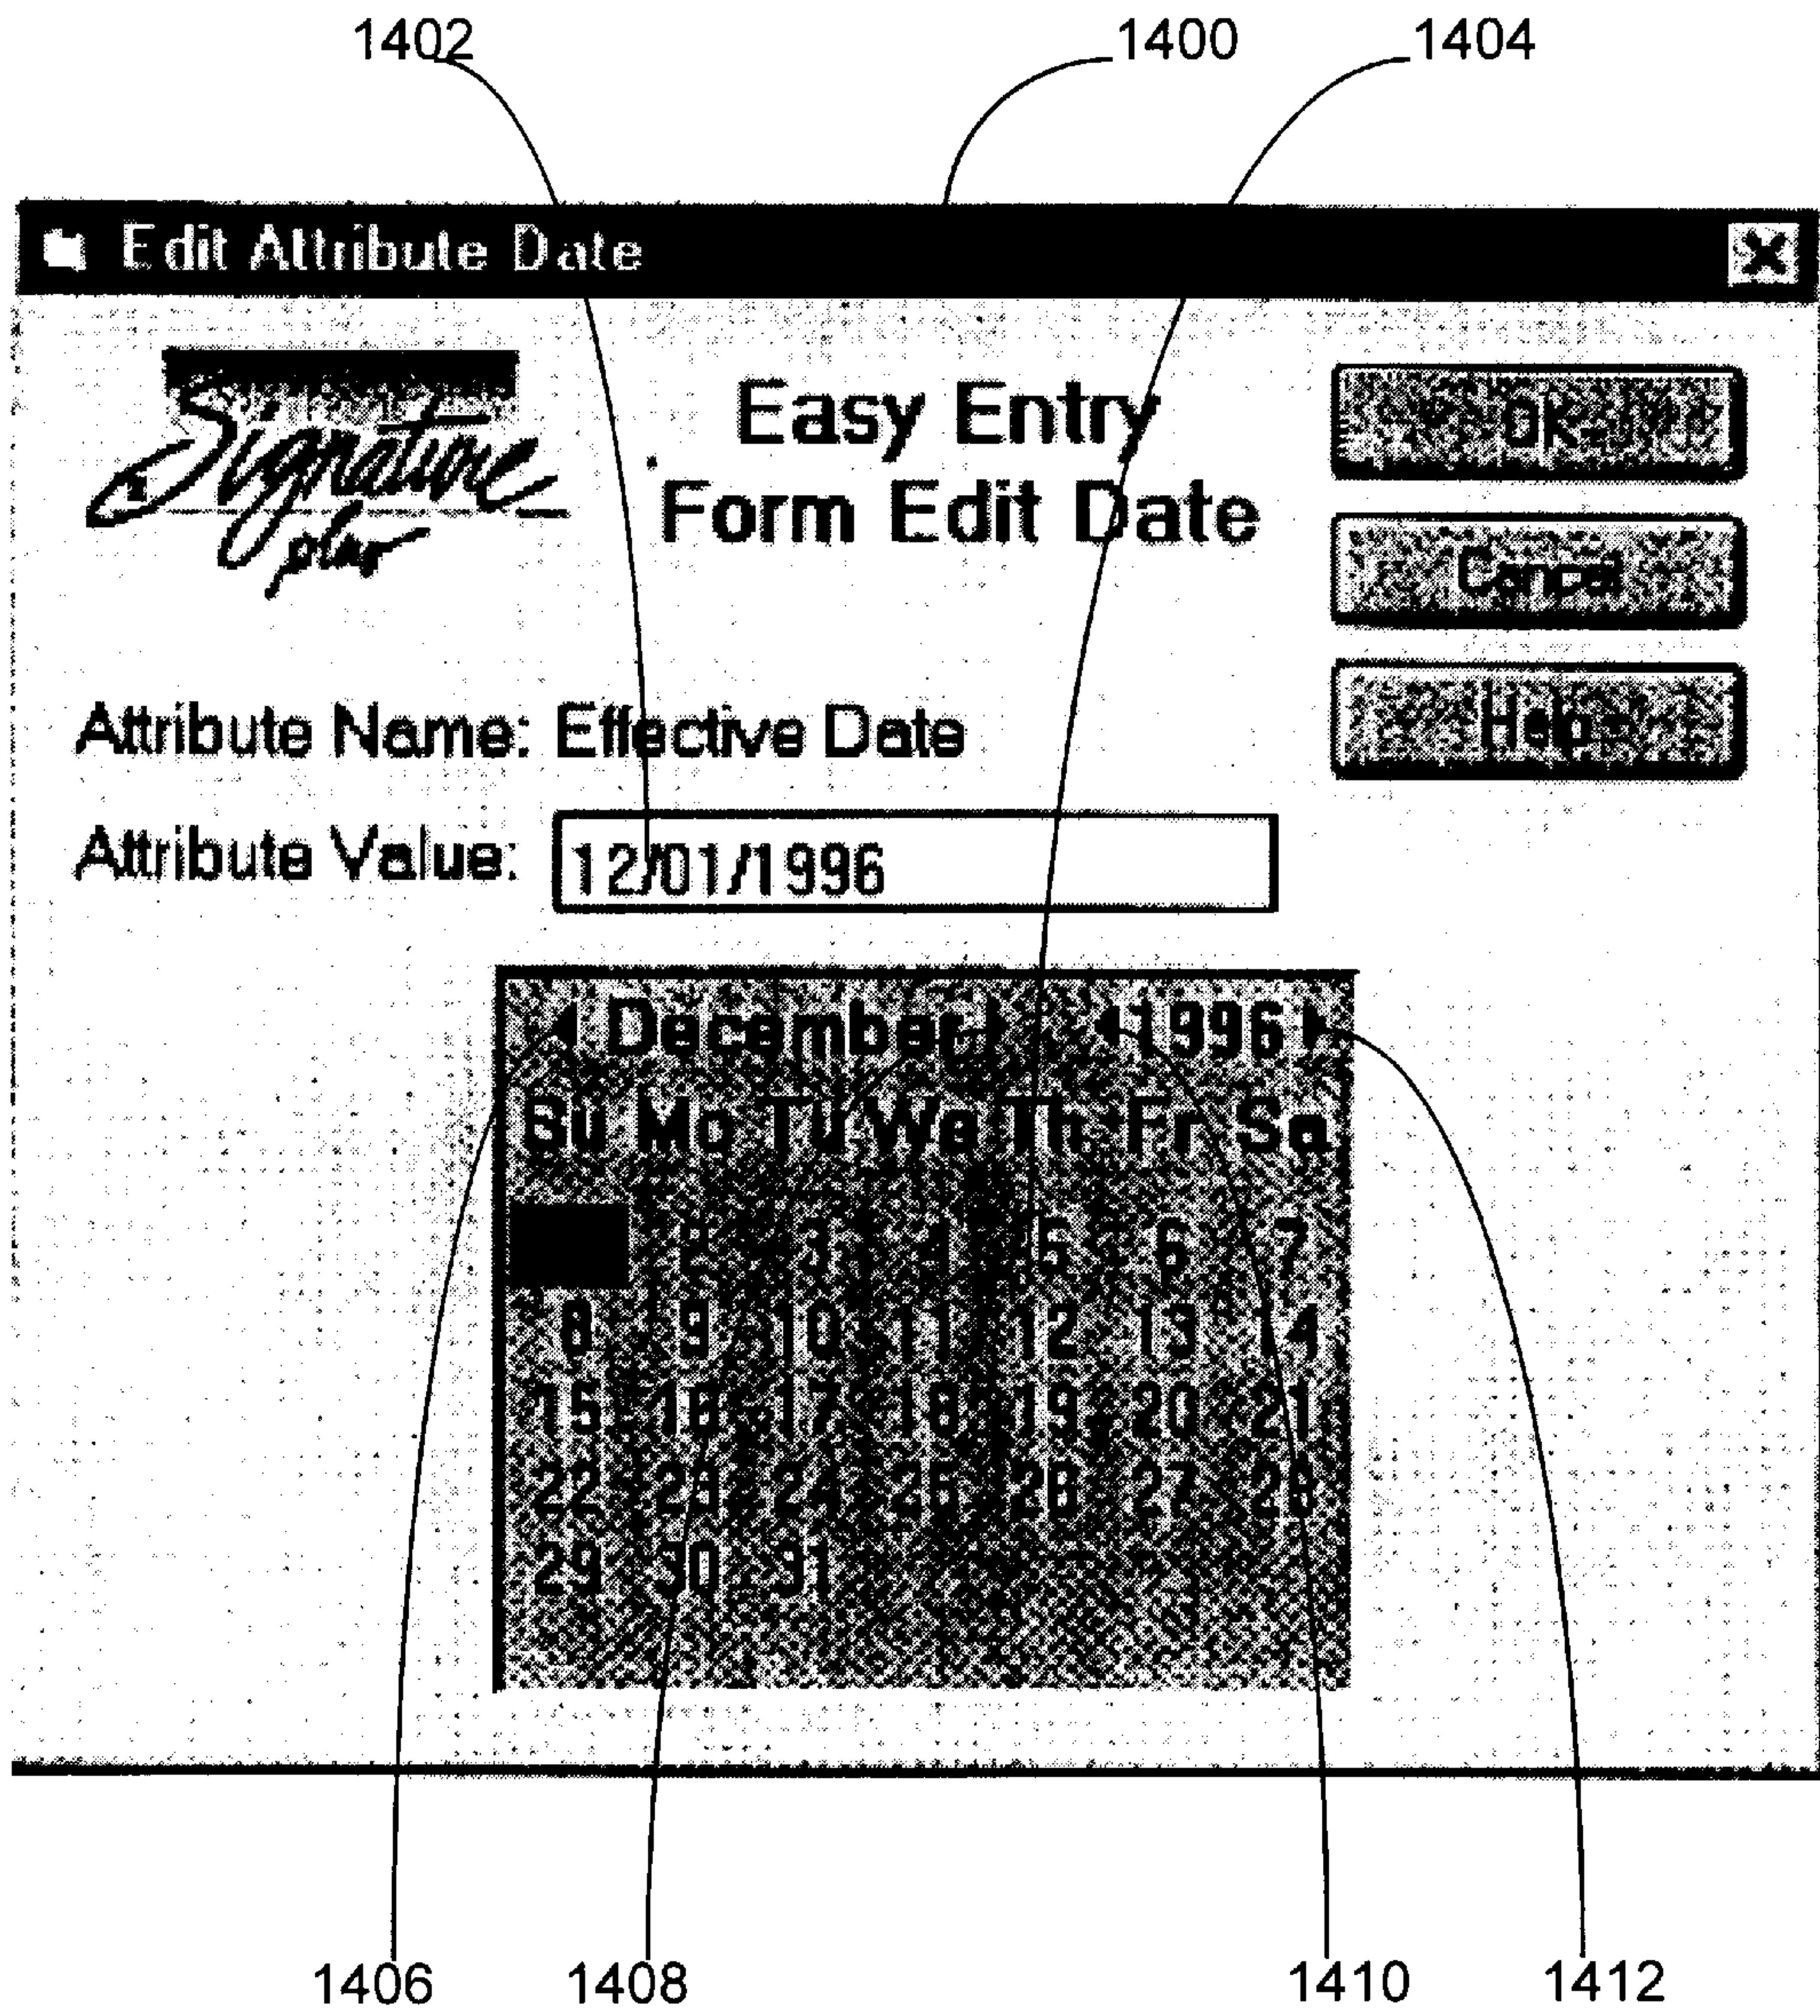 1402 1400 1404
Edit Attribute Date
Signature
plus
Easy Entry
Form Edit Date
OK
Cancel
Help
Attribute Name: Effective Date
Attribute Value: 12/01/1996
December 1996
Su Mo Tu We Th Fr Sa
2 3 4 5 6 7
8 9 10 11 12 13 14
15 16 17 18 19 20 21
22 23 24 25 26 27 28
29 30 31
1406 1408 1410 1412